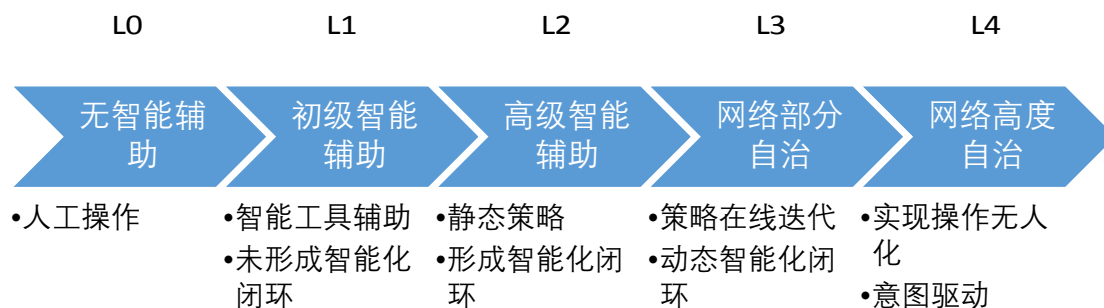 L0
L1
L2
L3
L4
无智能辅
助
初级智能
辅助
高级智能
辅助
网络部分
自治
网络高度
自治
•人工操作
•智能工具辅助
•未形成智能化
闭环
•静态策略
•形成智能化闭
环
•策略在线迭代
•动态智能化闭
环
•实现操作无人
化
•意图驱动